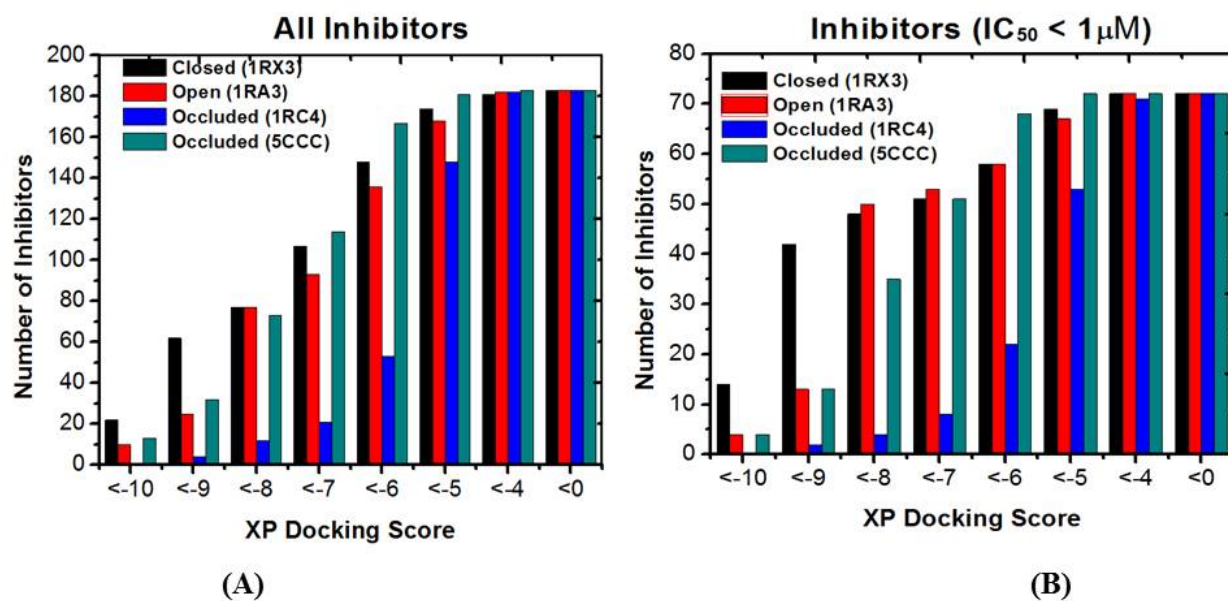 All Inhibitors
200
180
160
140
120
100
80
60
40
20
0
Number of Inhibitors
Closed (1RX3)
Open (1RA3)
Occluded (1RC4)
Occluded (5CCC)
<-10 <-9 <-8 <-7 <-6 <-5 <-4 <0
XP Docking Score
(A)
Inhibitors (IC₅₀ < 1μM)
80
70
60
50
40
30
20
10
0
Number of Inhibitors
Closed (1RX3)
Open (1RA3)
Occluded (1RC4)
Occluded (5CCC)
<-10 <-9 <-8 <-7 <-6 <-5 <-4 <0
XP Docking Score
(B)